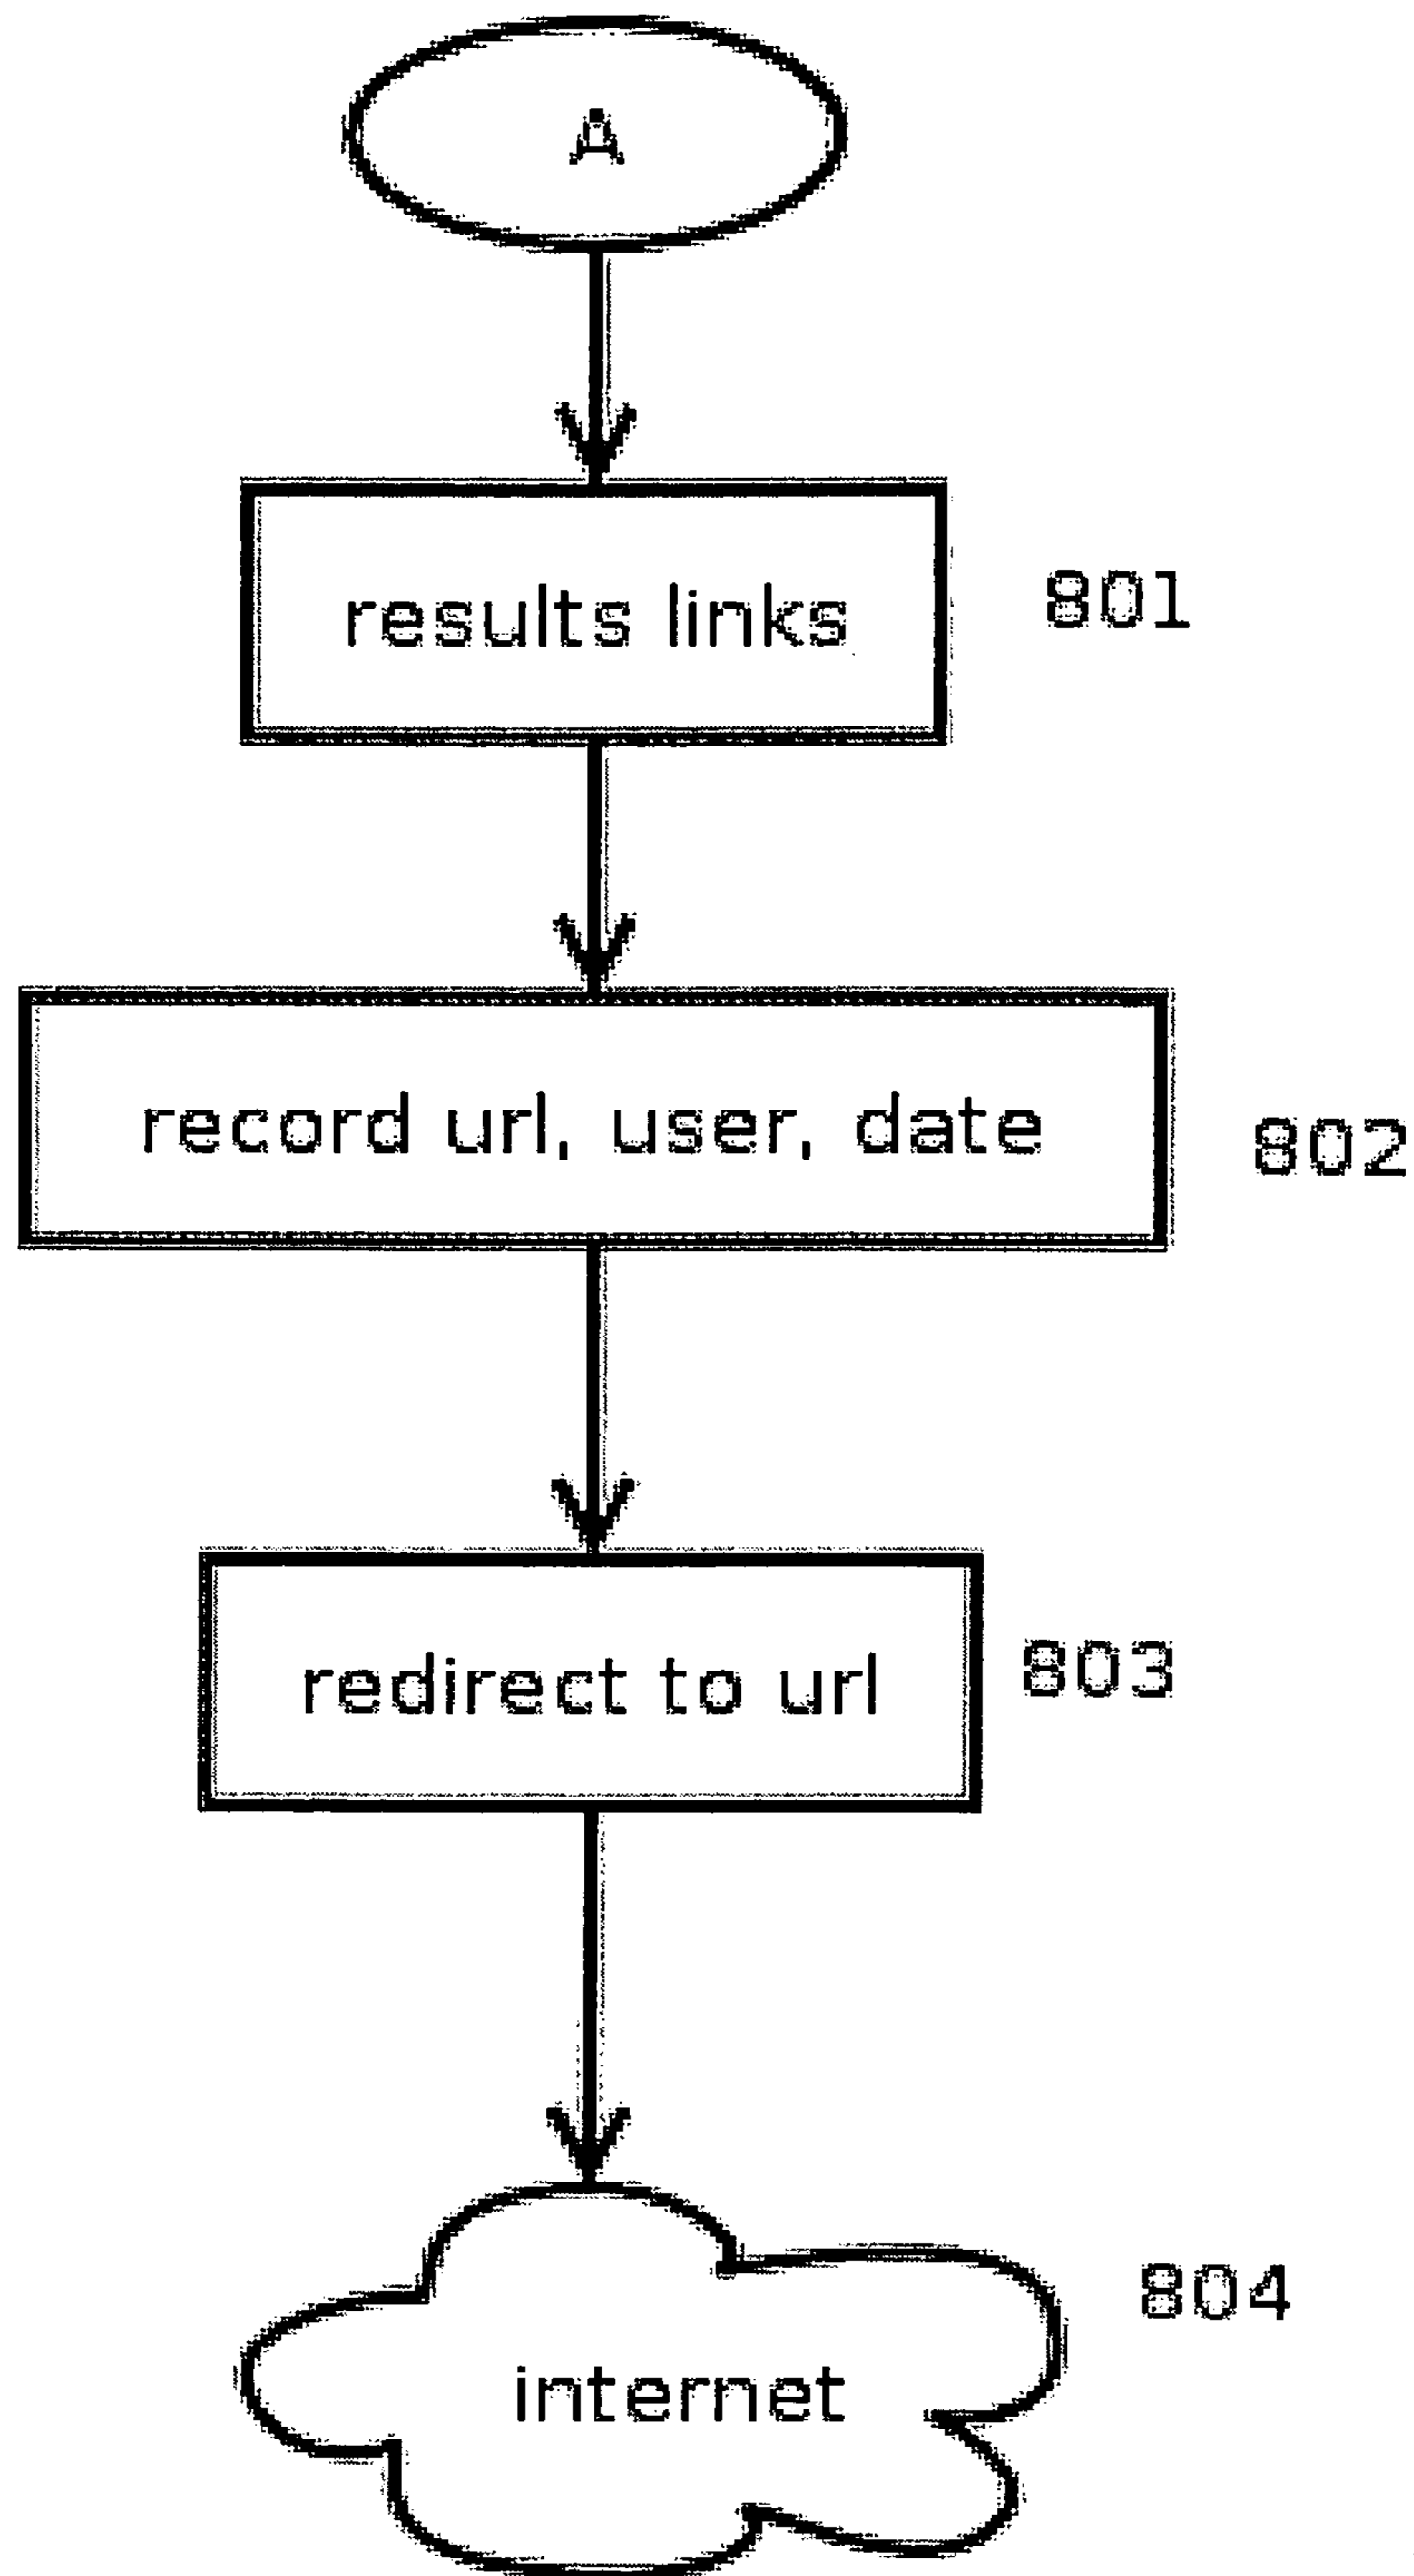 A
results links
801
record url, user, date
802
redirect to url
803
804
internet